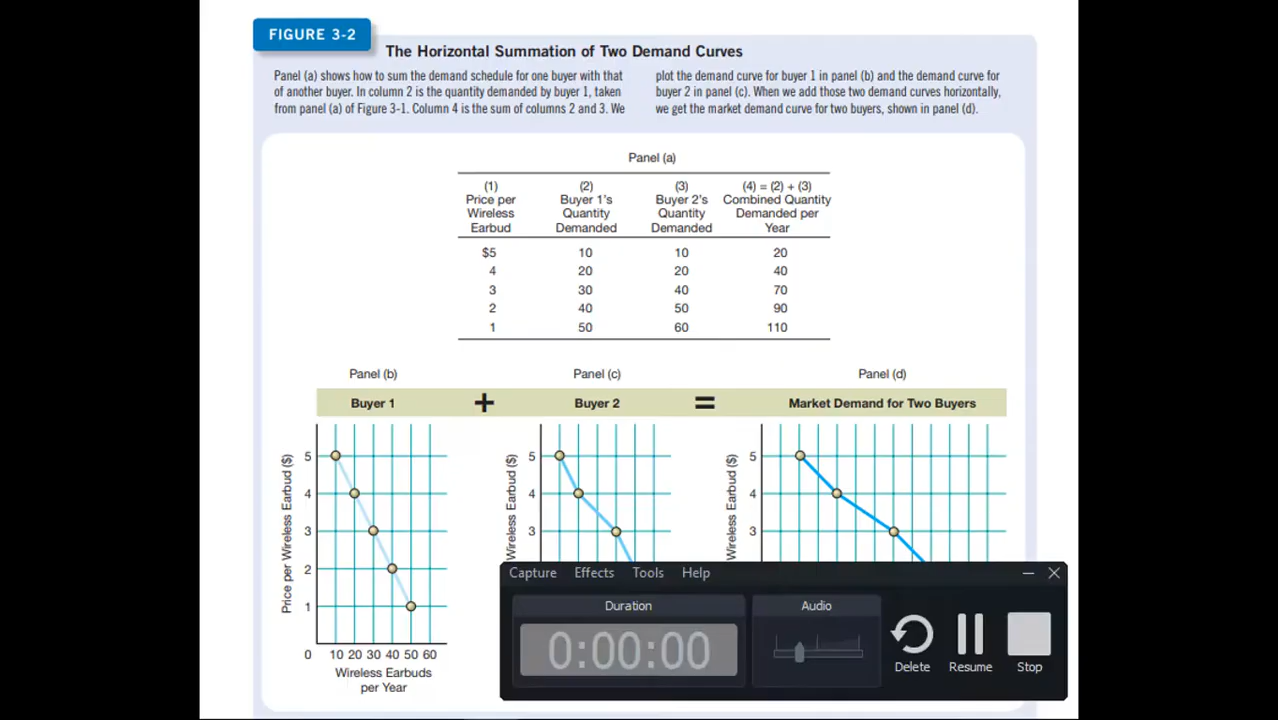 FIGURE 3-2
The Horizontal Summation of Two Demand Curves
Panel (a) shows how to sum the demand schedule for one buyer with that
of another buyer. In column 2 is the quantity demanded by buyer 1, taken
from panel (a) of Figure 3-1. Column 4 is the sum of columns 2 and 3. We
plot the demand curve for buyer 1 in panel (b) and the demand curve for
buyer 2 in panel (c). When we add those two demand curves horizontally,
we get the market demand curve for two buyers, shown in panel (d).
Panel (a)
(1) (2) (3) (4) = (2) + (3)
Price per Buyer 1's Buyer 2's Combined Quantity
Wireless Quantity Quantity Demanded per
Earbud Demanded Demanded Year
$5 10 10 20
4 20 20 40
3 30 40 70
2 40 50 90
1 50 60 110
Panel (b) Panel (c) Panel (d)
Buyer 1 + Buyer 2 = Market Demand for Two Buyers
Price per Wireless Earbud ($)
5
4
3
2
1
0 10 20 30 40 50 60
Wireless Earbuds
per Year
Wireless Earbud ($)
5
4
3
Wireless Earbud ($)
5
4
3
Capture Effects Tools Help
Duration Audio
0:00:00
Delete Resume Stop